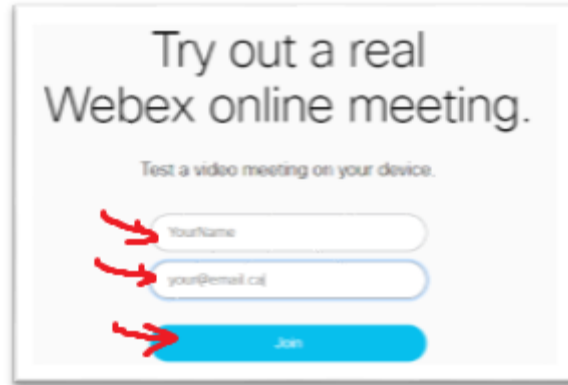 Try out a real
Webex online meeting.
Test a video meeting on your device.
YourName
your@email.ca
Join